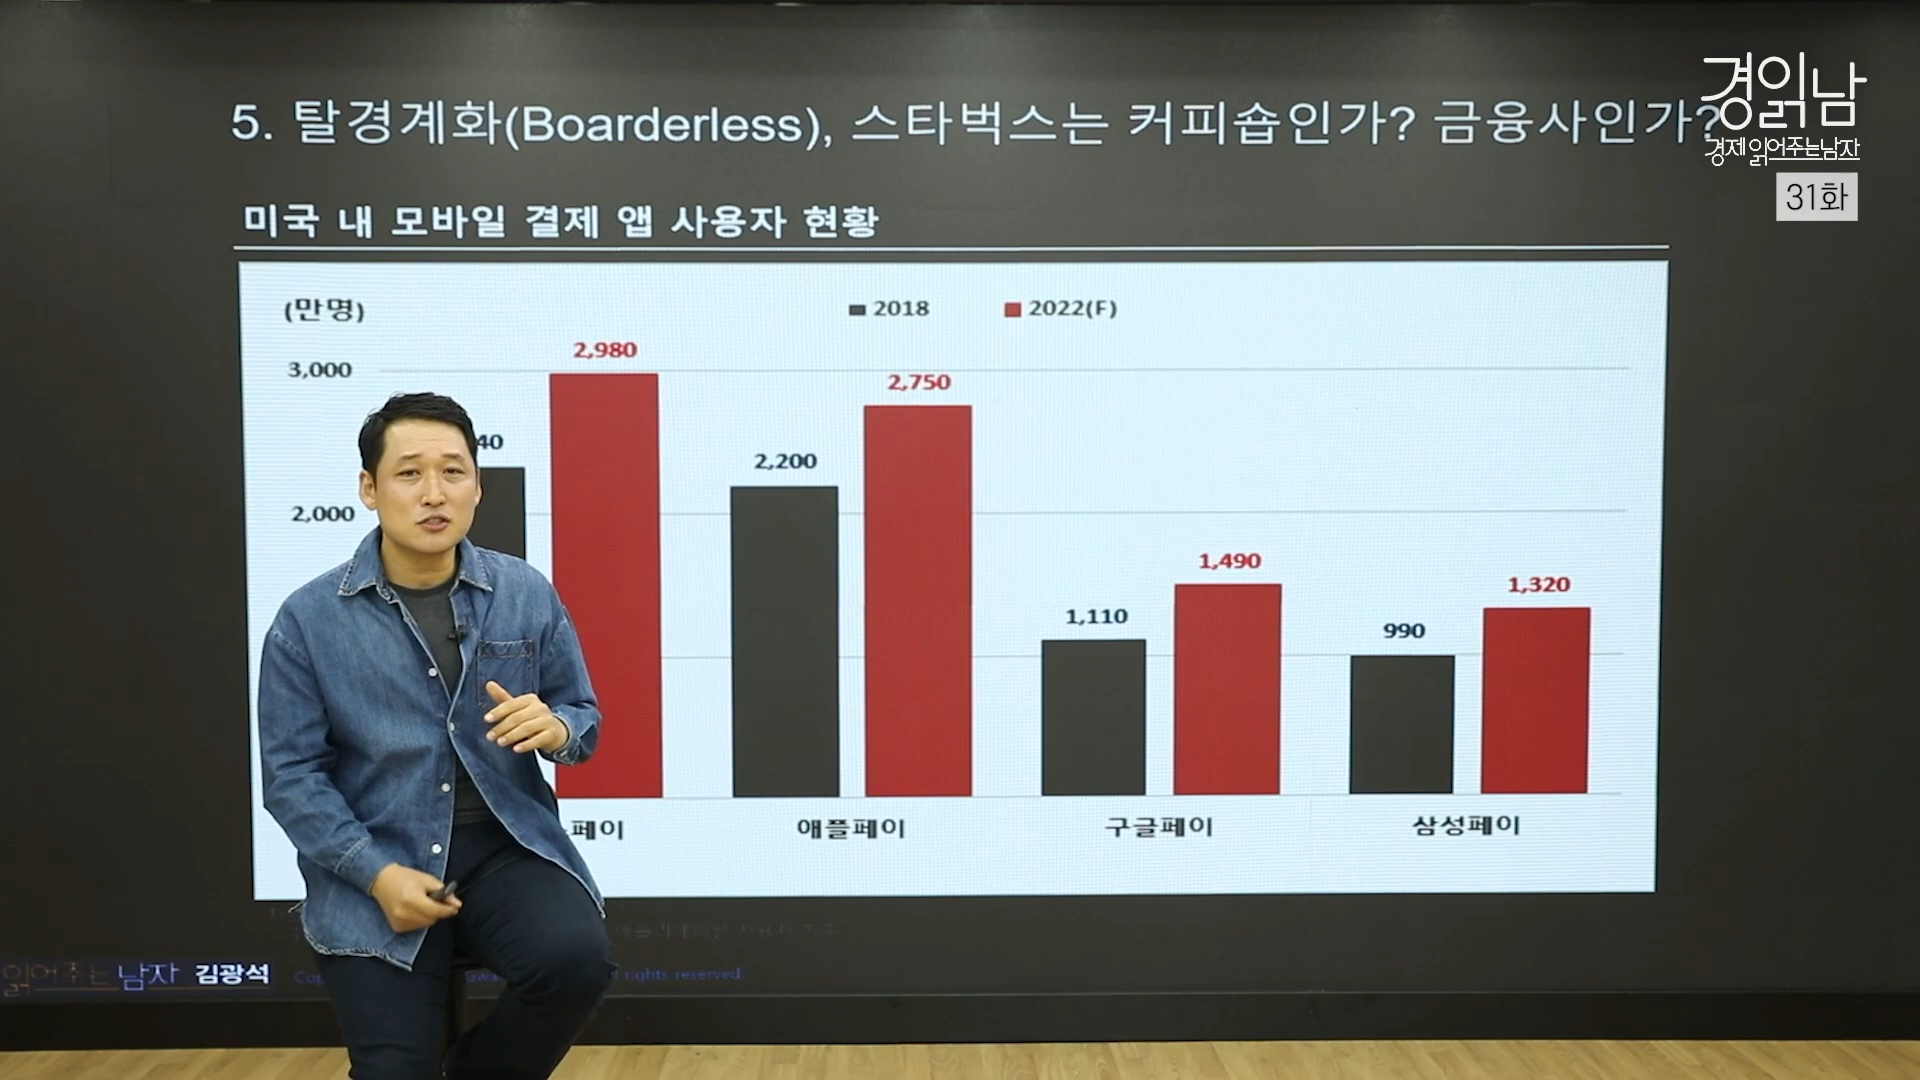 5. 탈경계화(Boarderless), 스타벅스는 커피숍인가? 금융사인가?
경읽남
경제 읽어주는남자
31화
미국 내 모바일 결제 앱 사용자 현황
(만명)
2018
2022(F)
3,000
2,000
40
2,980
2,200
2,750
1,110
1,490
990
1,320
페이
애플페이
구글페이
삼성페이
읽어주는 남자 김광석
rights reserved.